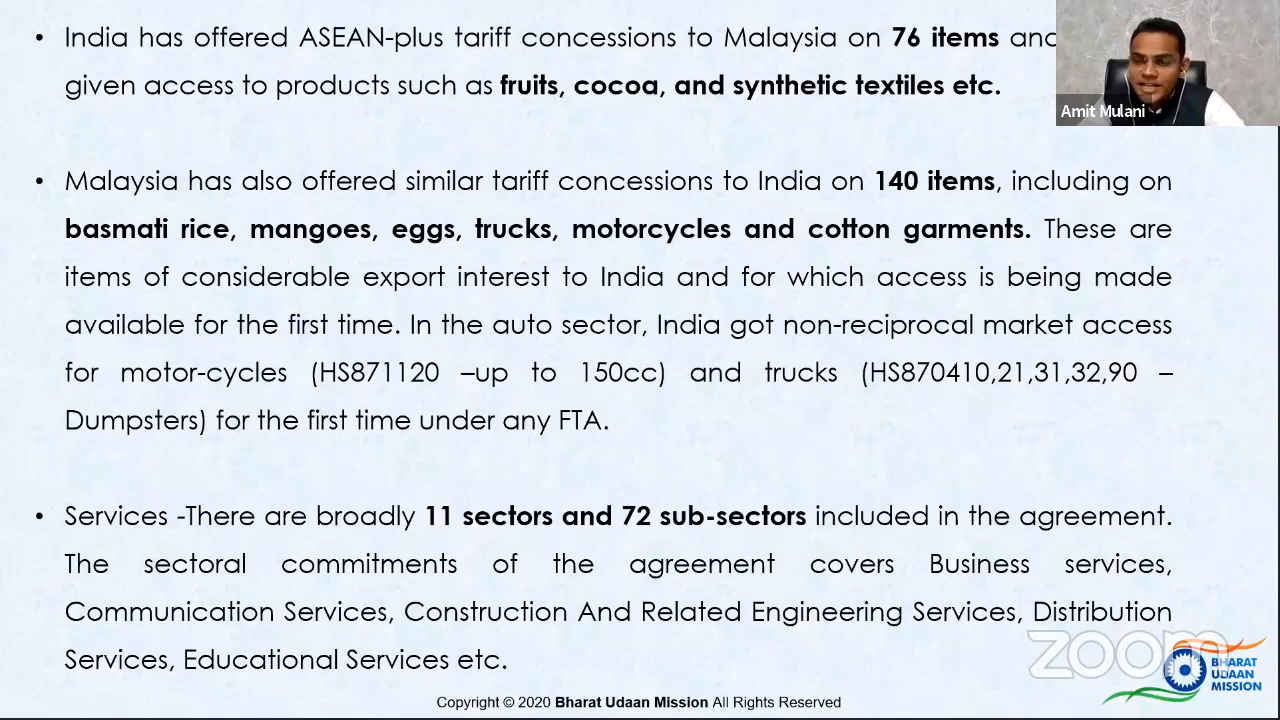 • India has offered ASEAN-plus tariff concessions to Malaysia on 76 items and
given access to products such as fruits, cocoa, and synthetic textiles etc.
Amit Mulani
• Malaysia has also offered similar tariff concessions to India on 140 items, including on
basmati rice, mangoes, eggs, trucks, motorcycles and cotton garments. These are
items of considerable export interest to India and for which access is being made
available for the first time. In the auto sector, India got non-reciprocal market access
for motor-cycles (HS871120 –up to 150cc) and trucks (HS870410,21,31,32,90 –
Dumpsters) for the first time under any FTA.
• Services -There are broadly 11 sectors and 72 sub-sectors included in the agreement.
The sectoral commitments of the agreement covers Business services,
Communication Services, Construction And Related Engineering Services, Distribution
Services, Educational Services etc.
zoom
BHARAT
UDAAN
MISSION
Copyright © 2020 Bharat Udaan Mission All Rights Reserved